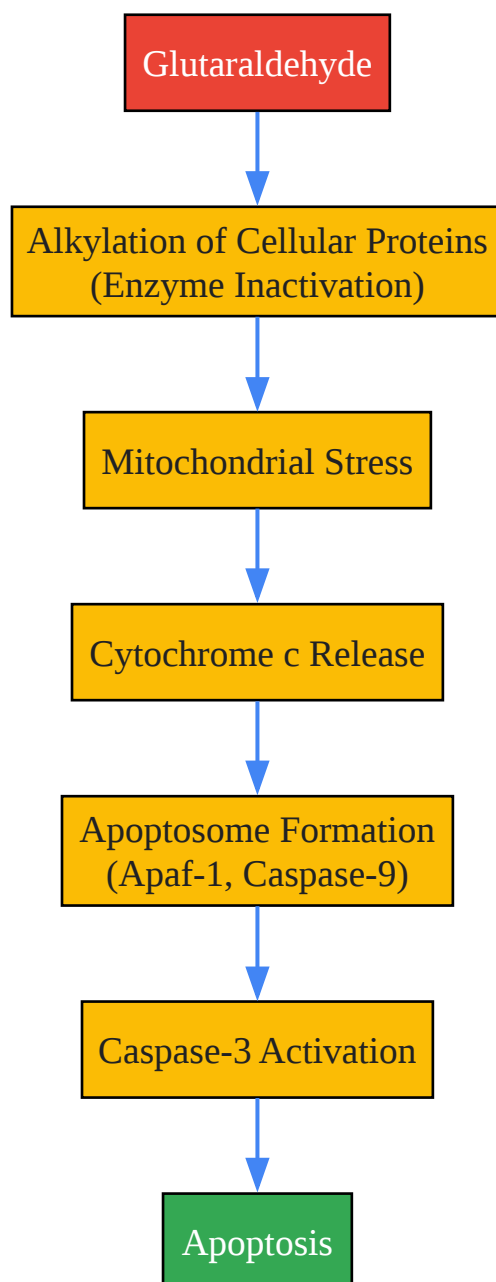 Glutaraldehyde
Alkylation of Cellular Proteins
(Enzyme Inactivation)
Mitochondrial Stress
Cytochrome c Release
Apoptosome Formation
(Apaf-1, Caspase-9)
Caspase-3 Activation
Apoptosis